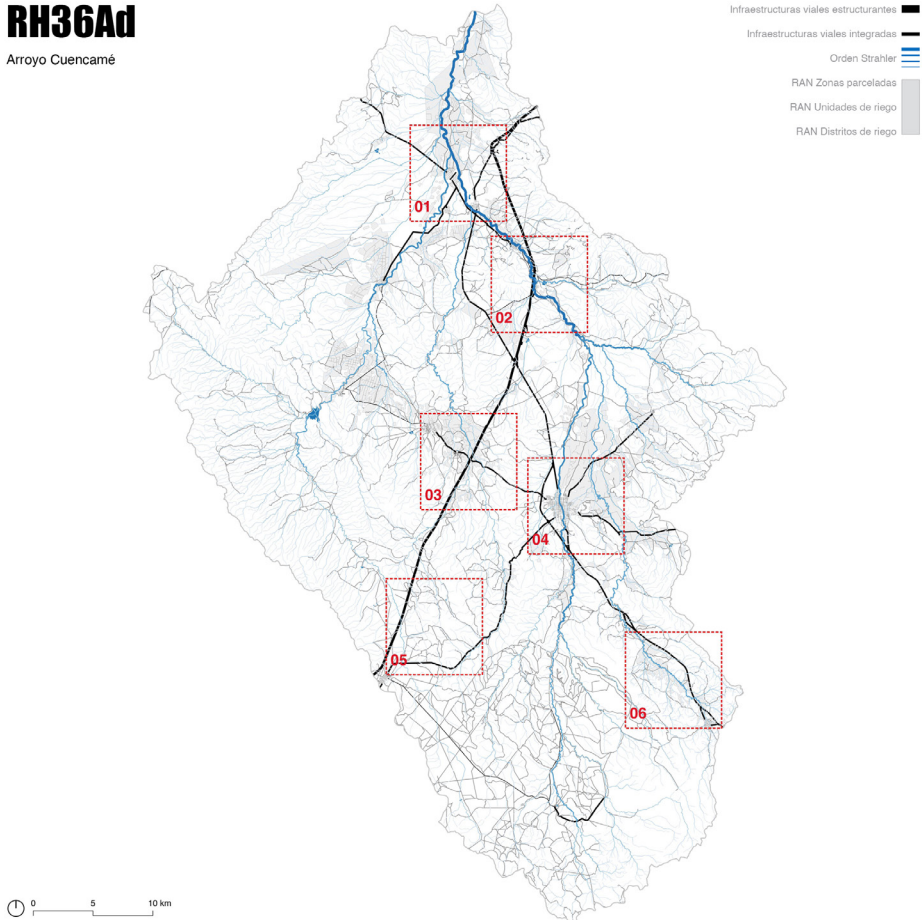 RH36Ad
Arroyo Cuencamé
Infraestructuras viales estructurantes
Infraestructuras viales integradas
Orden Strahler
RAN Zonas parceladas
RAN Unidades de riego
RAN Distritos de riego
01
02
03
04
05
06
0 5 10 km